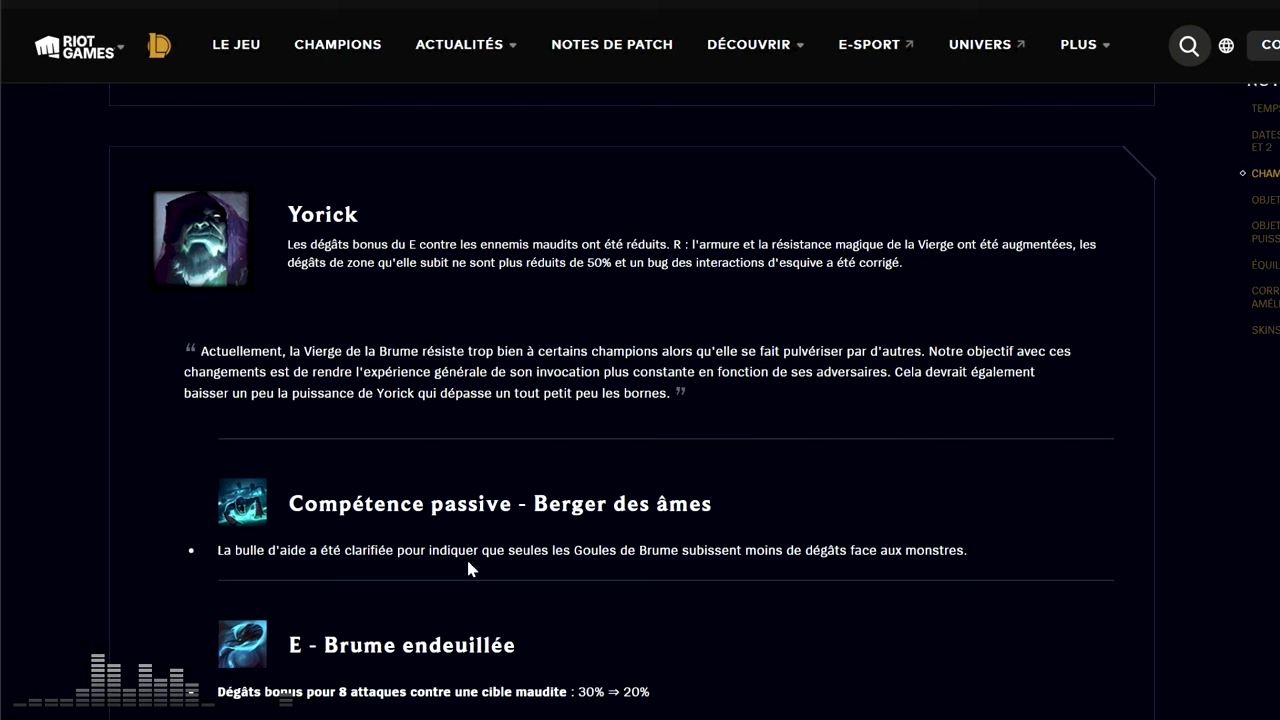 RIOT GAMES
LE JEU CHAMPIONS ACTUALITÉS NOTES DE PATCH DÉCOUVRIR E-SPORT UNIVERS PLUS CO
TEMPS
DATES
ET 2
CHAM
OBJET
OBJET
PUISS
ÉQUIL
CORR
AMÉL
SKINS
Yorick
Les dégâts bonus du E contre les ennemis maudits ont été réduits. R : l'armure et la résistance magique de la Vierge ont été augmentées, les
dégâts de zone qu'elle subit ne sont plus réduits de 50% et un bug des interactions d'esquive a été corrigé.
“ Actuellement, la Vierge de la Brume résiste trop bien à certains champions alors qu'elle se fait pulvériser par d'autres. Notre objectif avec ces
changements est de rendre l'expérience générale de son invocation plus constante en fonction de ses adversaires. Cela devrait également
baisser un peu la puissance de Yorick qui dépasse un tout petit peu les bornes. ”
Compétence passive - Berger des âmes
• La bulle d'aide a été clarifiée pour indiquer que seules les Goules de Brume subissent moins de dégâts face aux monstres.
E - Brume endeuillée
Dégâts bonus pour 8 attaques contre une cible maudite : 30% ⇒ 20%